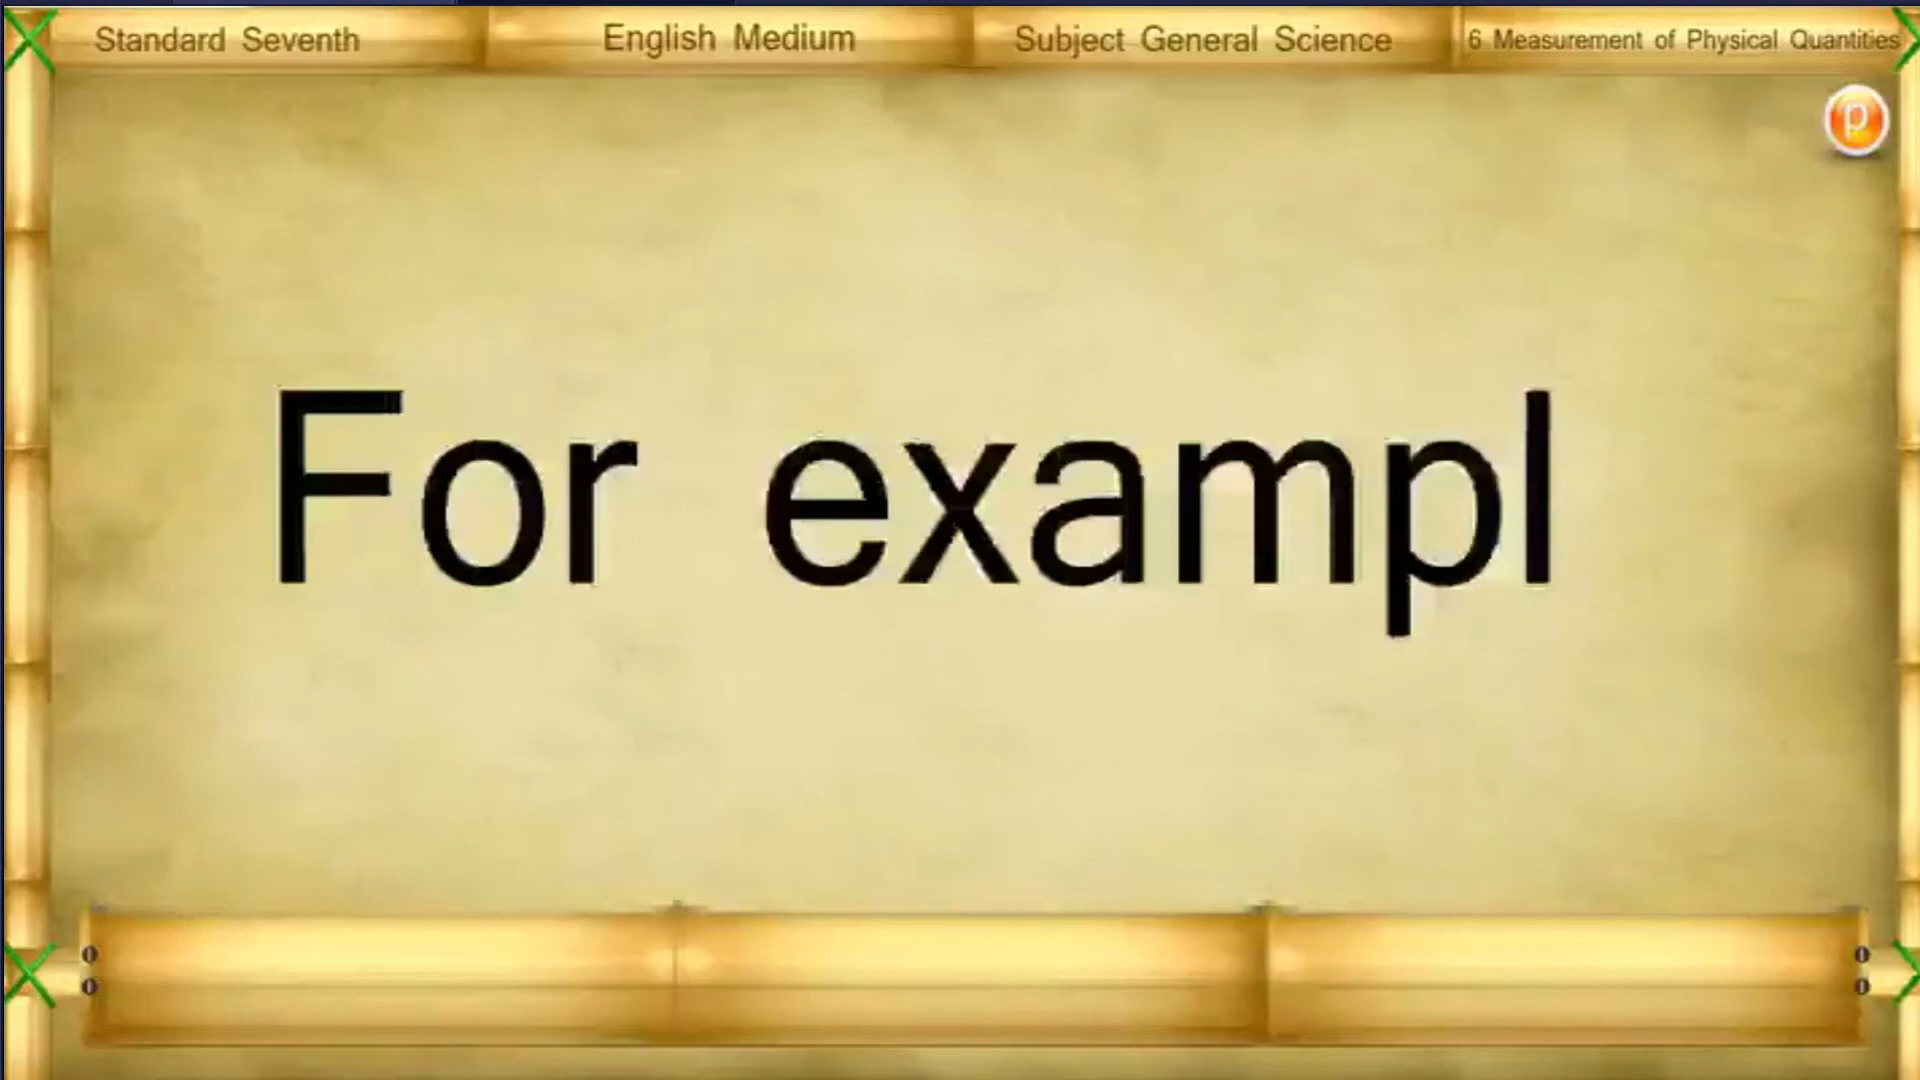 Standard Seventh English Medium Subject General Science 6 Measurement of Physical Quantities
p
For exampl